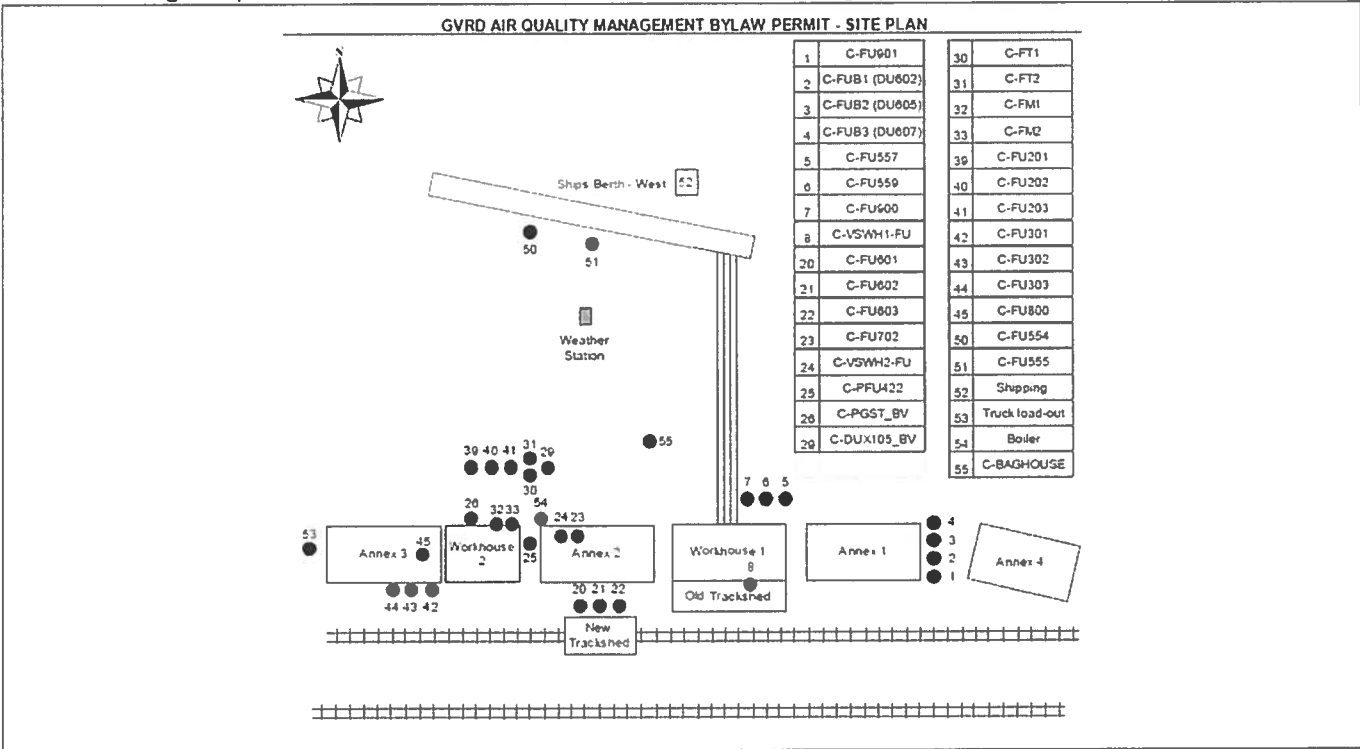 GVRD AIR QUALITY MANAGEMENT BYLAW PERMIT - SITE PLAN
N
1 C-FU901
2 C-FUB1 (DU602)
3 C-FUB2 (DU605)
4 C-FUB3 (DU607)
5 C-FU557
6 C-FU559
7 C-FU900
8 C-VSWH1-FU
20 C-FU601
21 C-FU602
22 C-FU603
23 C-FU702
24 C-VSWH2-FU
25 C-PFU422
26 C-PGST_BV
29 C-DUX105_BV
30 C-FT1
31 C-FT2
32 C-FM1
33 C-FM2
39 C-FU201
40 C-FU202
41 C-FU203
42 C-FU301
43 C-FU302
44 C-FU303
45 C-FU800
50 C-FU554
51 C-FU555
52 Shipping
53 Truck load-out
54 Boiler
55 C-BAGHOUSE
Ships Berth - West 52
50
51
Weather
Station
55
39 40 41 31 29
30
7 6 5
26 32 33 54 24 23
53
Annex 3
45
Workhouse
2
25
Annex 2
Workhouse 1
8
Old Trackshed
Annex 1
4
3
2
1
Annex 4
44 43 42
20 21 22
New
Trackshed